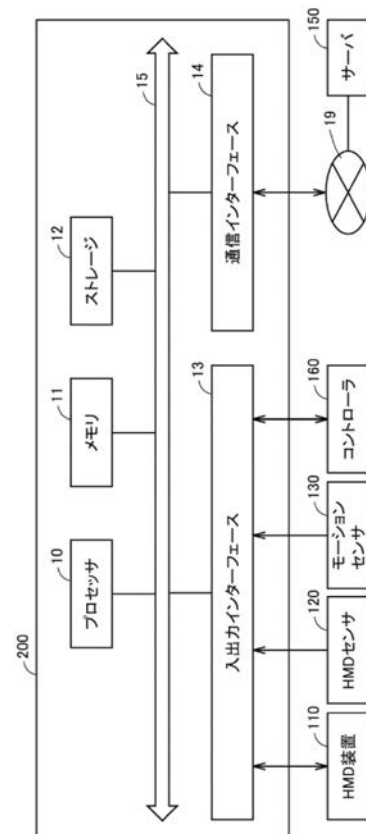 200
10
プロセッサ
11
メモリ
12
ストレージ
15
13
入出力インターフェース
14
通信インターフェース
110
HMD装置
120
HMDセンサ
130
モーション
センサ
160
コントローラ
19
150
サーバ